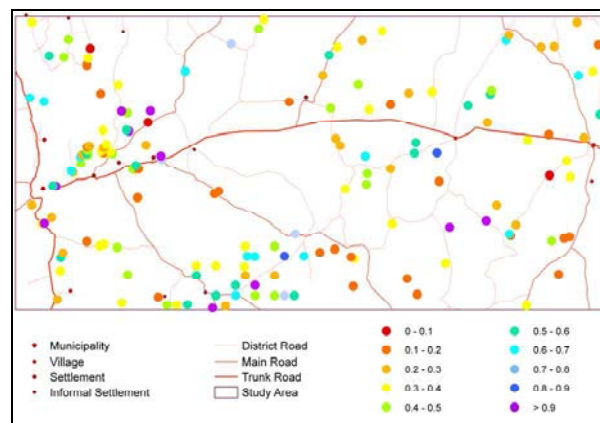 Municipality
Village
Settlement
Informal Settlement
District Road
Main Road
Trunk Road
Study Area
0 - 0.1
0.1 - 0.2
0.2 - 0.3
0.3 - 0.4
0.4 - 0.5
0.5 - 0.6
0.6 - 0.7
0.7 - 0.8
0.8 - 0.9
> 0.9